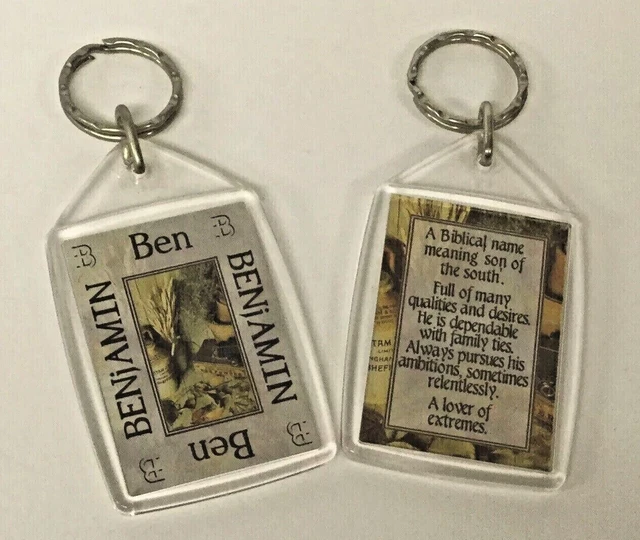 Ben
BENjAMIN
BENjAMIN
Ben
B
B
B
B
A Biblical name
meaning son of
the south'.
Full of many
qualities and desires.
He is dependable
with family ties.
Always pursues his
ambitions, sometimes
relentlessly.
A lover of
extremes.
TAM